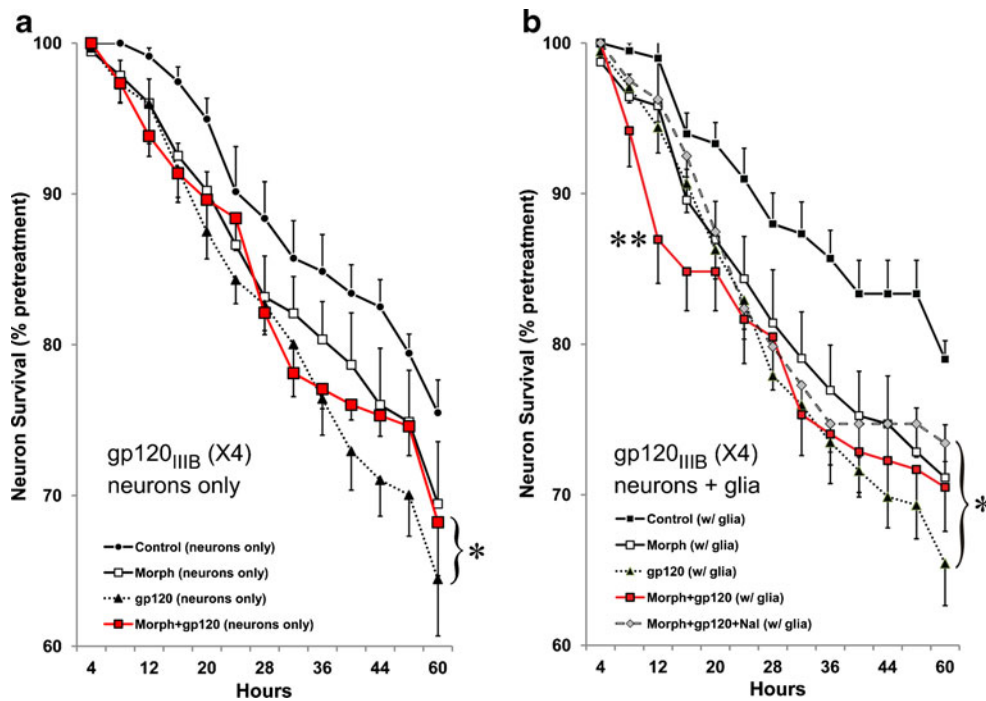 a
Neuron Survival (% pretreatment)
100
90
80
70
60
gp120IIIB (X4)
neurons only
Control (neurons only)
Morph (neurons only)
gp120 (neurons only)
Morph+gp120 (neurons only)
*
4 12 20 28 36 44 60
Hours
b
Neuron Survival (% pretreatment)
100
90
80
70
60
**
gp120IIIB (X4)
neurons + glia
Control (w/ glia)
Morph (w/ glia)
gp120 (w/ glia)
Morph+gp120 (w/ glia)
Morph+gp120+Nal (w/ glia)
*
4 12 20 28 36 44 60
Hours